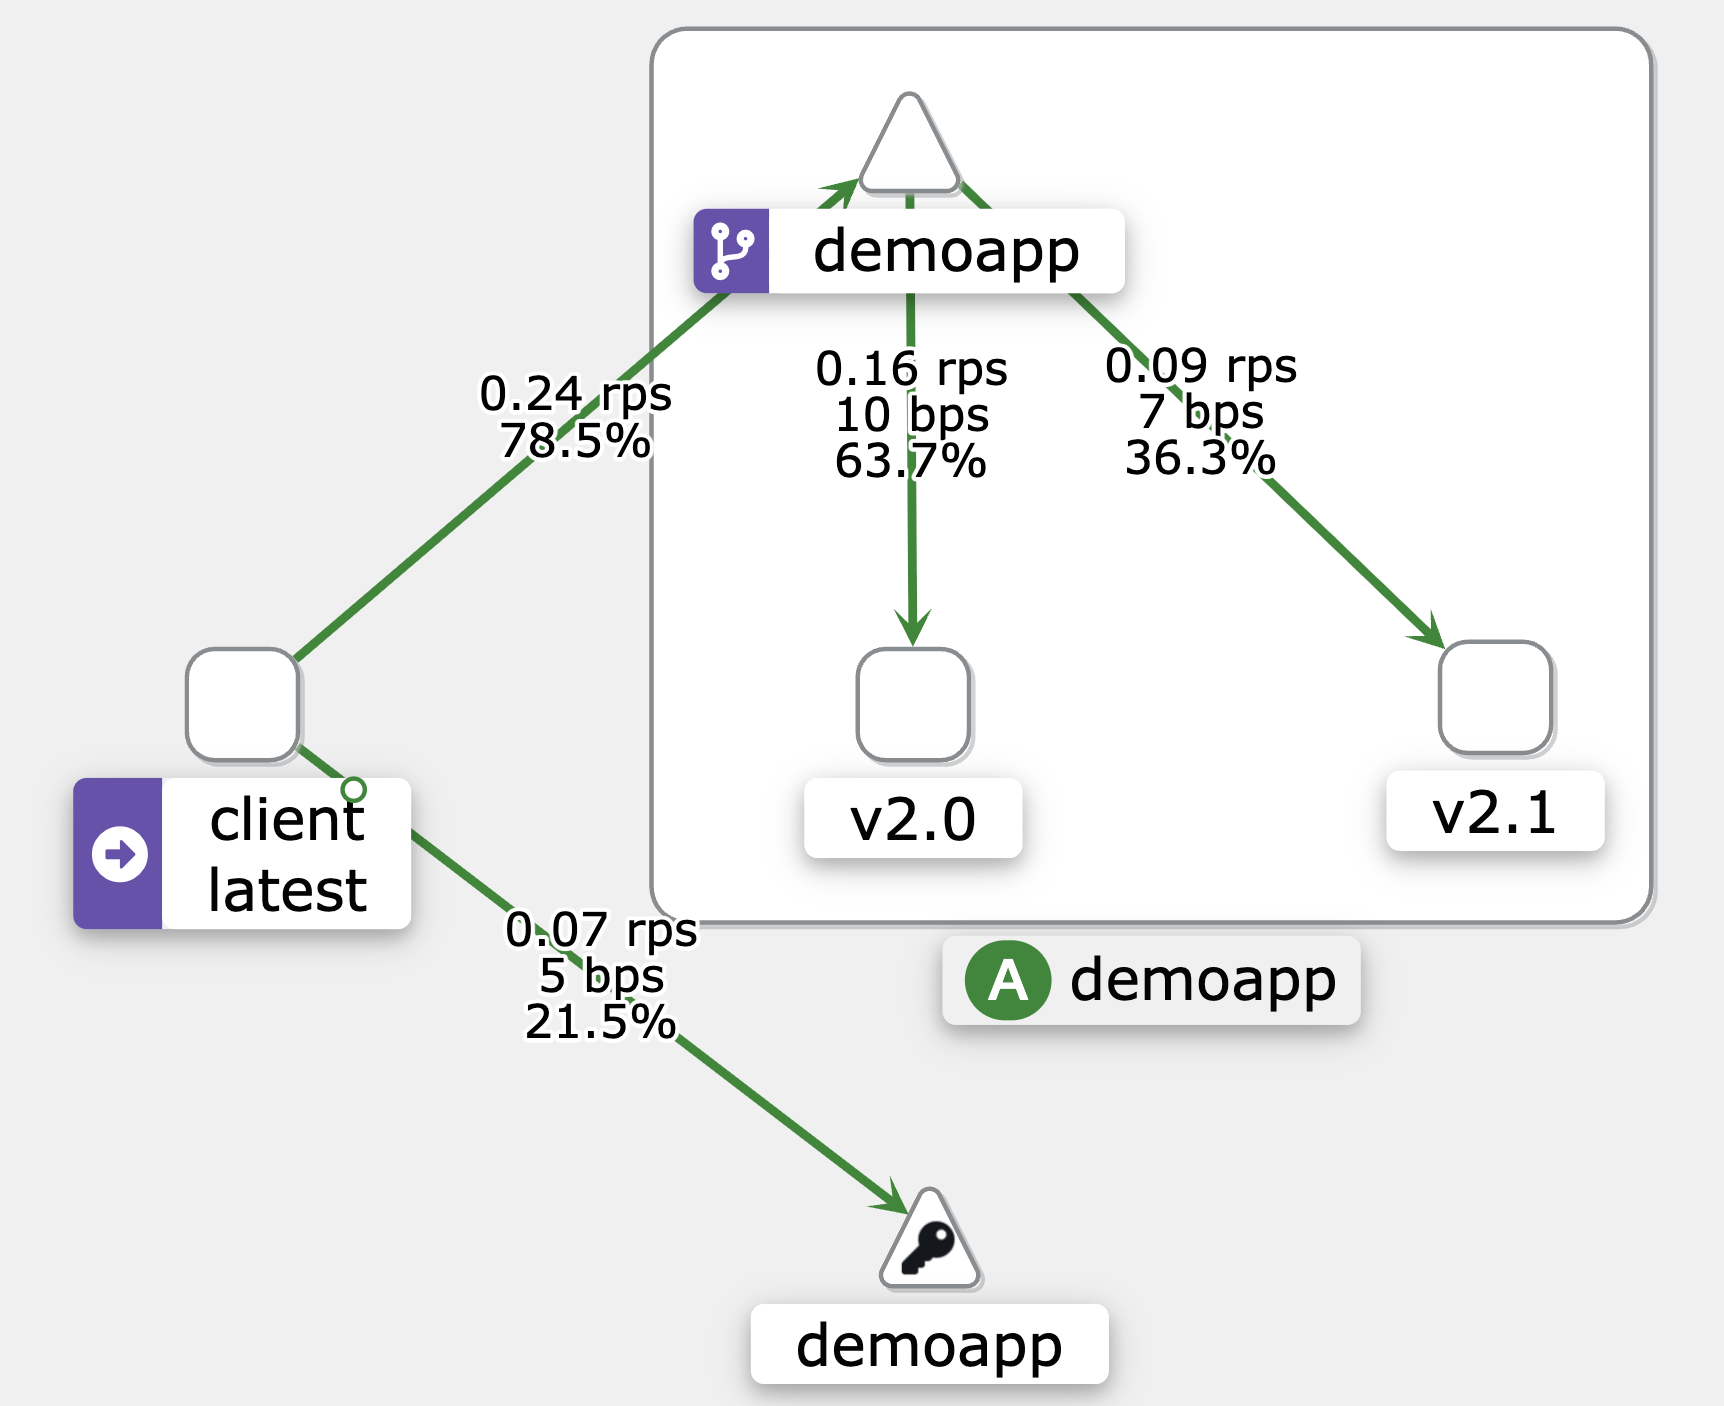 demoapp
0.24 rps
78.5%
0.16 rps
10 bps
63.7%
0.09 rps
7 bps
36.3%
client
latest
v2.0
v2.1
0.07 rps
5 bps
21.5%
A demoapp
demoapp